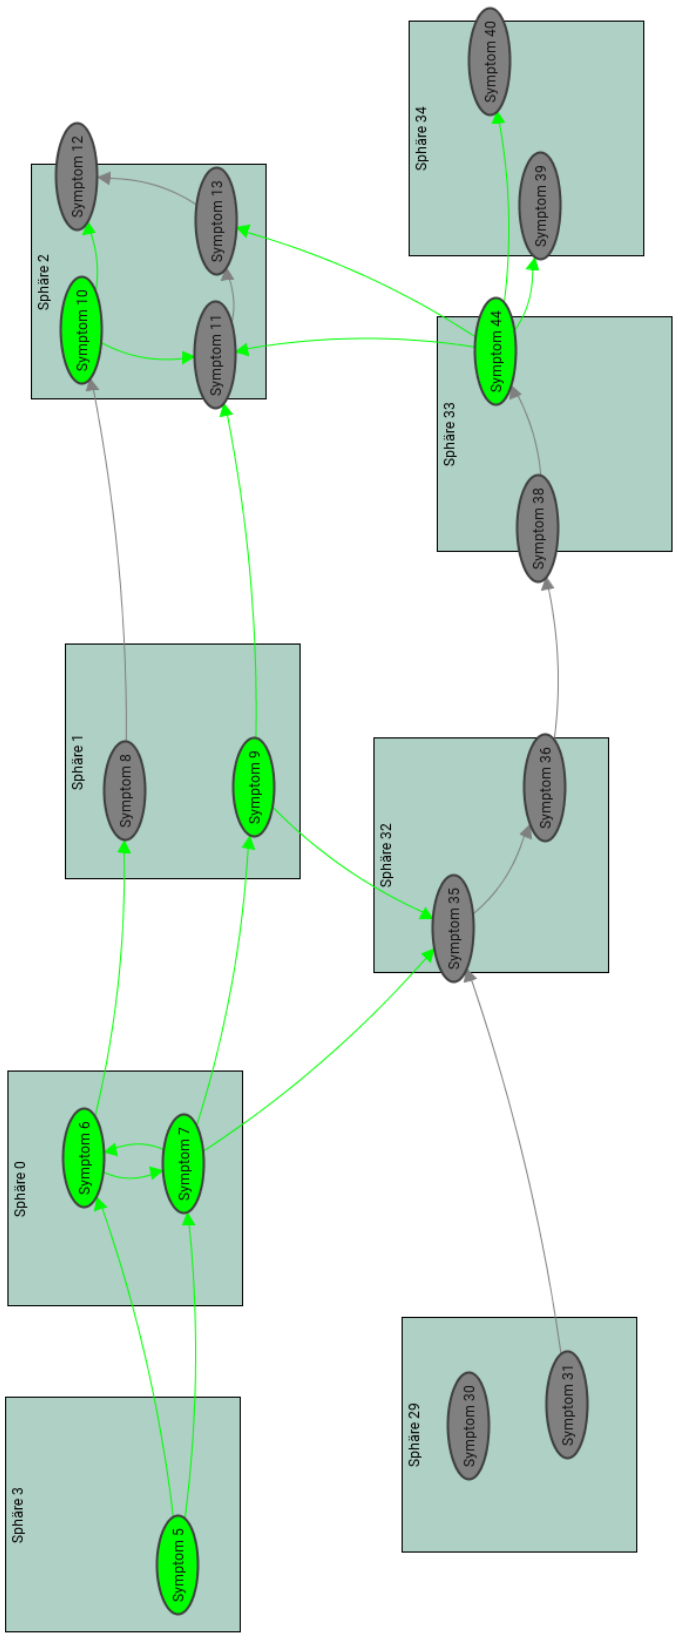 Sphäre 3
Symptom 5
Sphäre 0
Symptom 6
Symptom 7
Sphäre 1
Symptom 8
Symptom 9
Sphäre 2
Symptom 10
Symptom 11
Symptom 12
Symptom 13
Sphäre 29
Symptom 30
Symptom 31
Sphäre 32
Symptom 35
Symptom 36
Sphäre 33
Symptom 38
Symptom 44
Sphäre 34
Symptom 39
Symptom 40